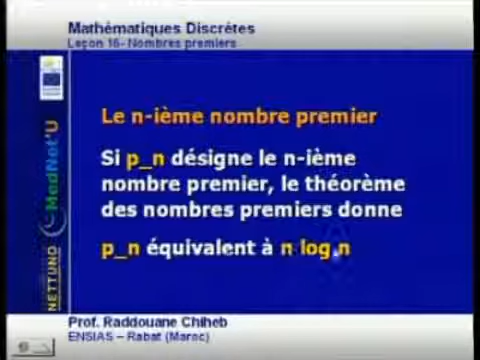 Mathématiques Discrètes
Leçon 16- Nombres premiers
Le n-ième nombre premier
Si p_n désigne le n-ième
nombre premier, le théorème
des nombres premiers donne
p_n équivalent à n log n
NETTUNO MedNet'U
Prof. Raddouane Chiheb
ENSIAS – Rabat (Maroc)